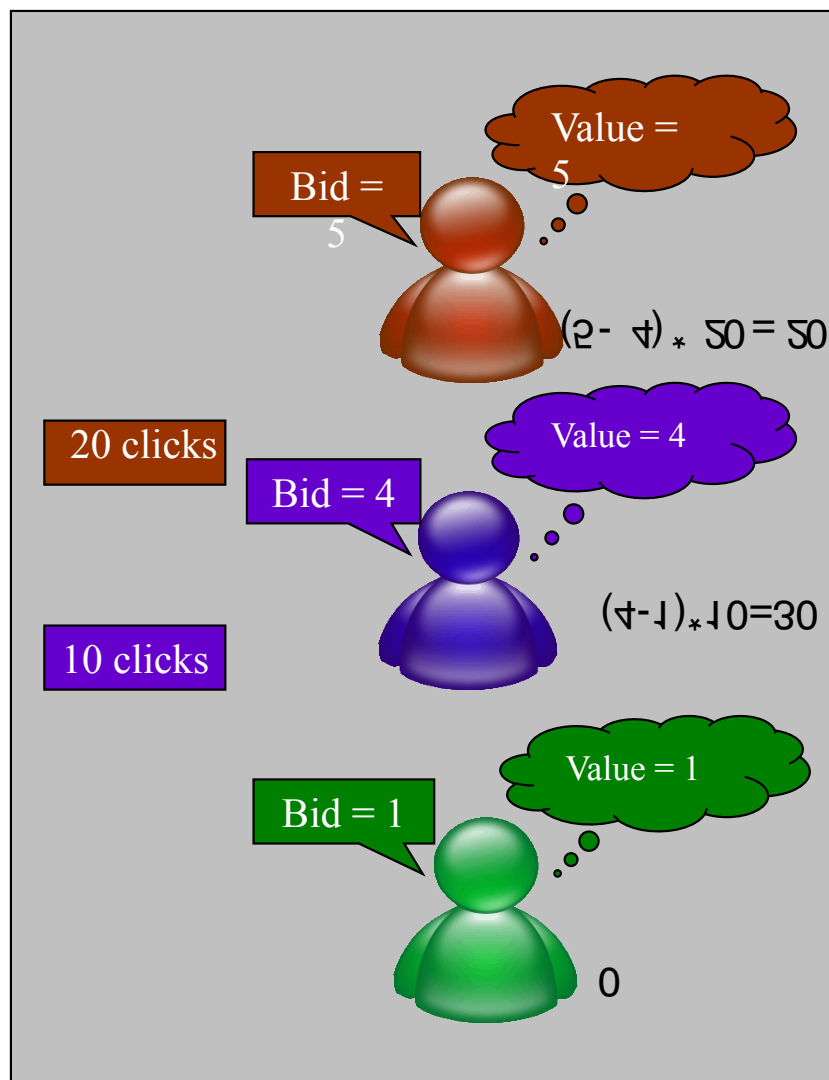 Value =
5
Bid =
5
(5- 4) * 20 = 20
Value = 4
20 clicks
Bid = 4
(4-1)*10=30
10 clicks
Value = 1
Bid = 1
0